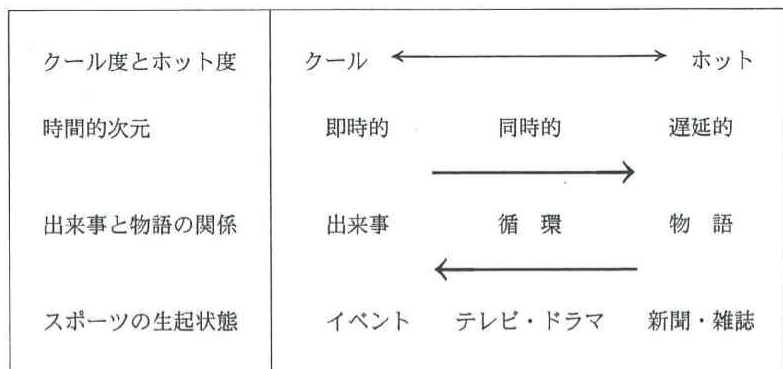 クール度とホット度 クール ホット
時間的次元 即時的 同時的 遅延的
出来事と物語の関係 出来事 循 環 物 語
スポーツの生起状態 イベント テレビ・ドラマ 新聞・雑誌